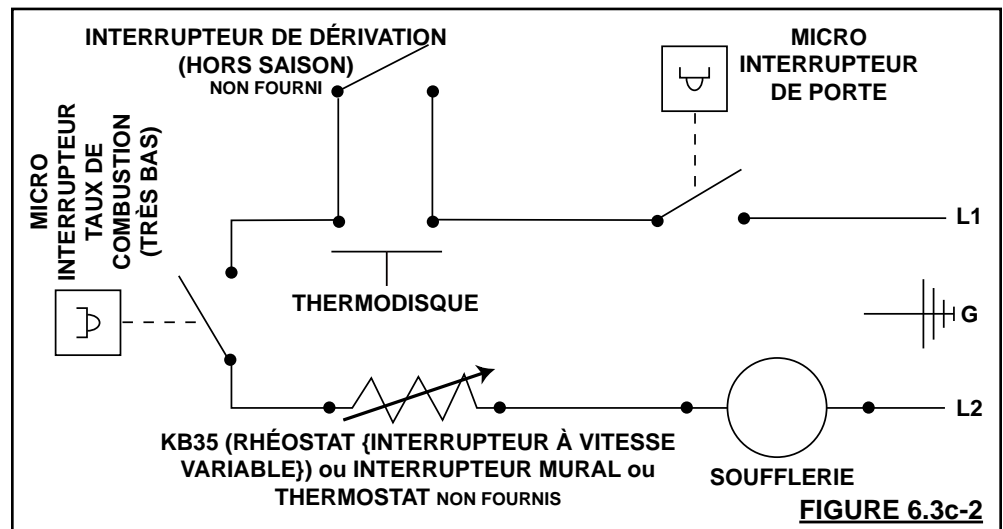 INTERRUPTEUR DE DÉRIVATION
(HORS SAISON)
NON FOURNI
MICRO
INTERRUPTEUR
DE PORTE
MICRO
INTERRUPTEUR
TAUX DE
COMBUSTION
(TRÈS BAS)
L1
THERMODISQUE
G
L2
KB35 (RHÉOSTAT {INTERRUPTEUR À VITESSE
VARIABLE}) ou INTERRUPTEUR MURAL ou
THERMOSTAT NON FOURNIS
SOUFFLERIE
FIGURE 6.3c-2